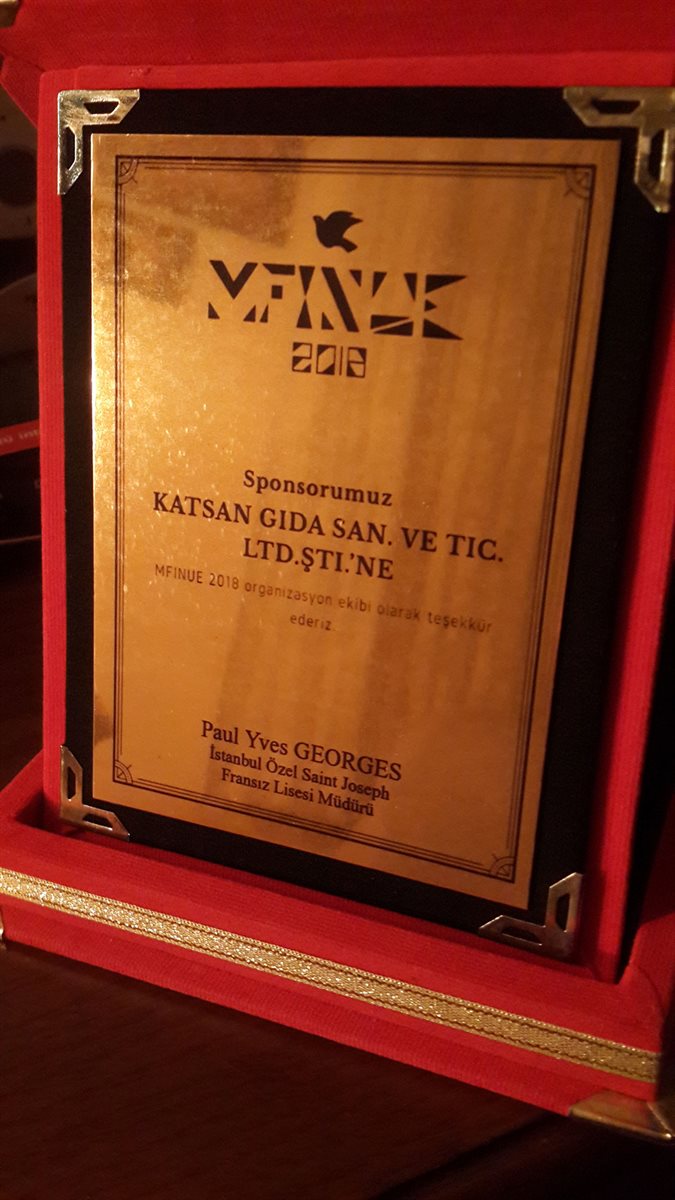 MFINUE
2018
Sponsorumuz
KATSAN GIDA SAN. VE TIC.
LTD.ŞTI.'NE
MFINUE 2018 organizasyon ekibi olarak teşekkür
ederiz.
Paul Yves GEORGES
İstanbul Özel Saint Joseph
Fransız Lisesi Müdürü